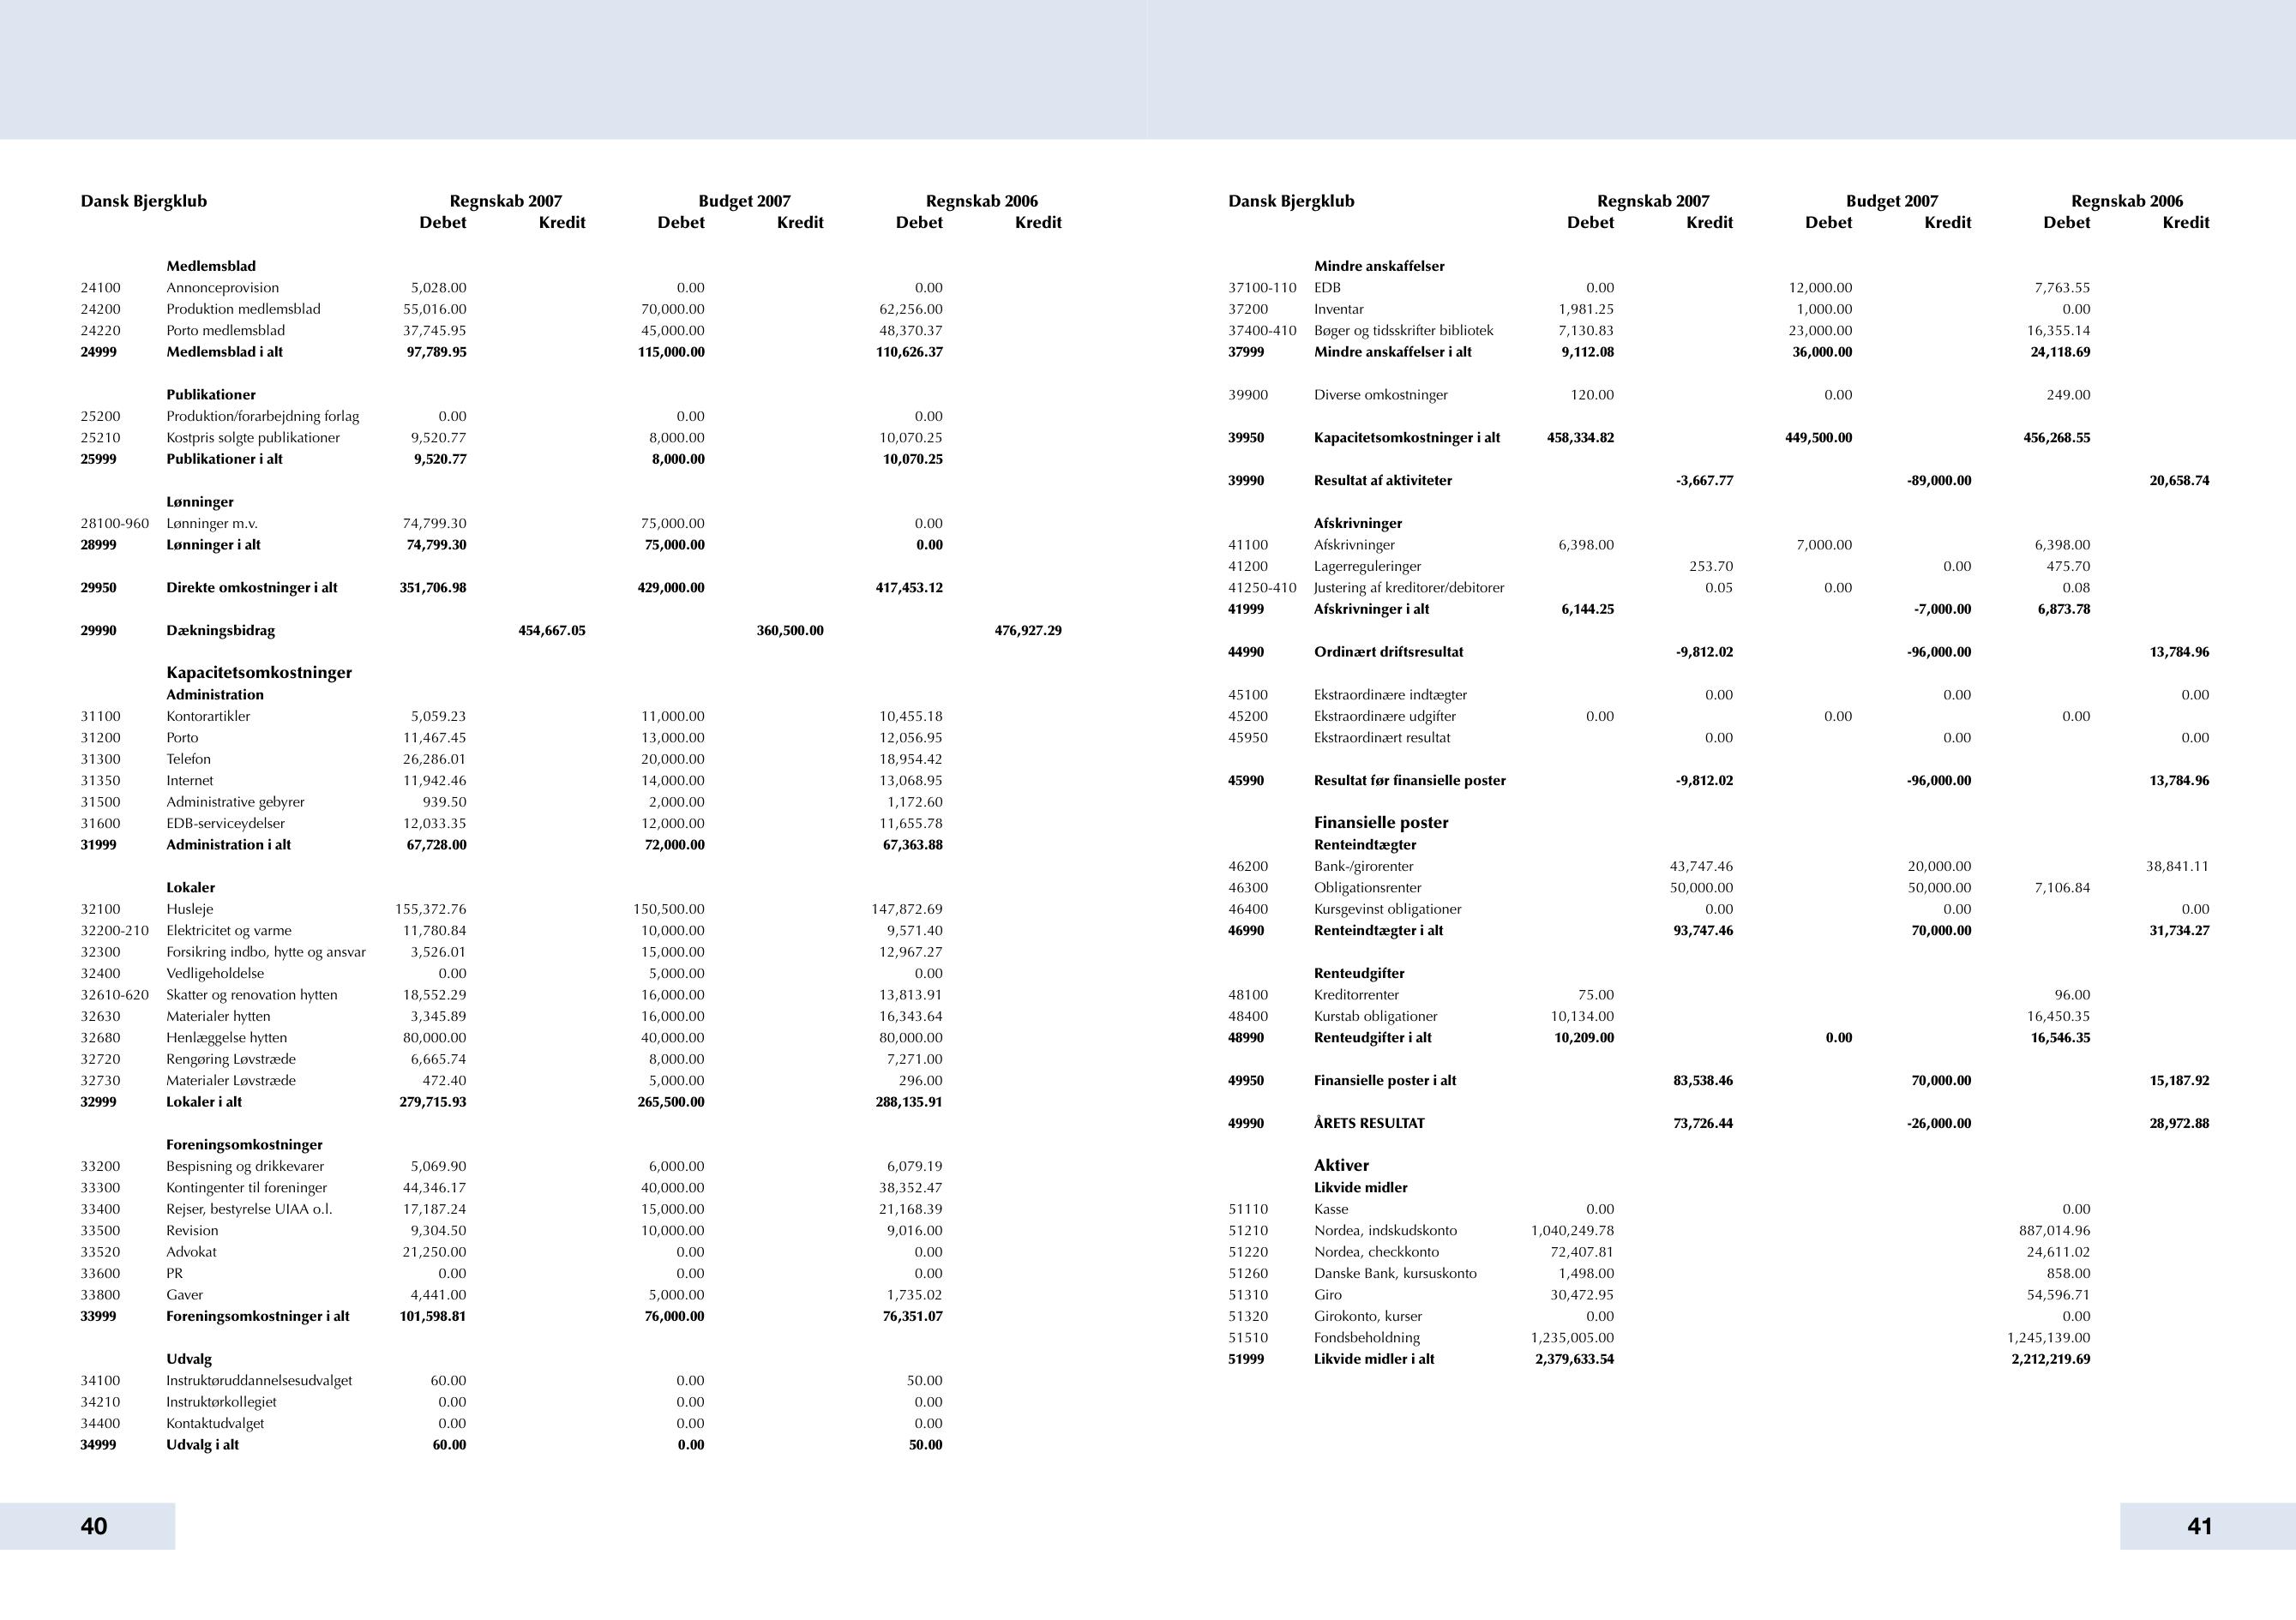 Dansk Bjergklub Regnskab 2007 Budget 2007 Regnskab 2006
Debet Kredit Debet Kredit Debet Kredit
Medlemsblad
24100 Annonceprovision 5,028.00 0.00 0.00
24200 Produktion medlemsblad 55,016.00 70,000.00 62,256.00
24220 Porto medlemsblad 37,745.95 45,000.00 48,370.37
24999 Medlemsblad i alt 97,789.95 115,000.00 110,626.37
Publikationer
25200 Produktion/forarbejdning forlag 0.00 0.00 0.00
25210 Kostpris solgte publikationer 9,520.77 8,000.00 10,070.25
25999 Publikationer i alt 9,520.77 8,000.00 10,070.25
Lønninger
28100-960 Lønninger m.v. 74,799.30 75,000.00 0.00
28999 Lønninger i alt 74,799.30 75,000.00 0.00
29950 Direkte omkostninger i alt 351,706.98 429,000.00 417,453.12
29990 Dækningsbidrag 454,667.05 360,500.00 476,927.29
Kapacitetsomkostninger
Administration
31100 Kontorartikler 5,059.23 11,000.00 10,455.18
31200 Porto 11,467.45 13,000.00 12,056.95
31300 Telefon 26,286.01 20,000.00 18,954.42
31350 Internet 11,942.46 14,000.00 13,068.95
31500 Administrative gebyrer 939.50 2,000.00 1,172.60
31600 EDB-serviceydelser 12,033.35 12,000.00 11,655.78
31999 Administration i alt 67,728.00 72,000.00 67,363.88
Lokaler
32100 Husleje 155,372.76 150,500.00 147,872.69
32200-210 Elektricitet og varme 11,780.84 10,000.00 9,571.40
32300 Forsikring indbo, hytte og ansvar 3,526.01 15,000.00 12,967.27
32400 Vedligeholdelse 0.00 5,000.00 0.00
32610-620 Skatter og renovation hytten 18,552.29 16,000.00 13,813.91
32630 Materialer hytten 3,345.89 16,000.00 16,343.64
32680 Henlæggelse hytten 80,000.00 40,000.00 80,000.00
32720 Rengøring Løvstræde 6,665.74 8,000.00 7,271.00
32730 Materialer Løvstræde 472.40 5,000.00 296.00
32999 Lokaler i alt 279,715.93 265,500.00 288,135.91
Foreningsomkostninger
33200 Bespisning og drikkevarer 5,069.90 6,000.00 6,079.19
33300 Kontingenter til foreninger 44,346.17 40,000.00 38,352.47
33400 Rejser, bestyrelse UIAA o.l. 17,187.24 15,000.00 21,168.39
33500 Revision 9,304.50 10,000.00 9,016.00
33520 Advokat 21,250.00 0.00 0.00
33600 PR 0.00 0.00 0.00
33800 Gaver 4,441.00 5,000.00 1,735.02
33999 Foreningsomkostninger i alt 101,598.81 76,000.00 76,351.07
Udvalg
34100 Instruktøruddannelsesudvalget 60.00 0.00 50.00
34210 Instruktørkollegiet 0.00 0.00 0.00
34400 Kontaktudvalget 0.00 0.00 0.00
34999 Udvalg i alt 60.00 0.00 50.00
40
Dansk Bjergklub Regnskab 2007 Budget 2007 Regnskab 2006
Debet Kredit Debet Kredit Debet Kredit
Mindre anskaffelser
37100-110 EDB 0.00 12,000.00 7,763.55
37200 Inventar 1,981.25 1,000.00 0.00
37400-410 Bøger og tidsskrifter bibliotek 7,130.83 23,000.00 16,355.14
37999 Mindre anskaffelser i alt 9,112.08 36,000.00 24,118.69
39900 Diverse omkostninger 120.00 0.00 249.00
39950 Kapacitetsomkostninger i alt 458,334.82 449,500.00 456,268.55
39990 Resultat af aktiviteter -3,667.77 -89,000.00 20,658.74
Afskrivninger
41100 Afskrivninger 6,398.00 7,000.00 6,398.00
41200 Lagerreguleringer 253.70 0.00 475.70
41250-410 Justering af kreditorer/debitorer 0.05 0.00 0.08
41999 Afskrivninger i alt 6,144.25 -7,000.00 6,873.78
44990 Ordinært driftsresultat -9,812.02 -96,000.00 13,784.96
45100 Ekstraordinære indtægter 0.00 0.00 0.00
45200 Ekstraordinære udgifter 0.00 0.00 0.00
45950 Ekstraordinært resultat 0.00 0.00 0.00
45990 Resultat før finansielle poster -9,812.02 -96,000.00 13,784.96
Finansielle poster
Renteindtægter
46200 Bank-/girorenter 43,747.46 20,000.00 38,841.11
46300 Obligationsrenter 50,000.00 50,000.00 7,106.84
46400 Kursgevinst obligationer 0.00 0.00 0.00
46990 Renteindtægter i alt 93,747.46 70,000.00 31,734.27
Renteudgifter
48100 Kreditorrenter 75.00 96.00
48400 Kurstab obligationer 10,134.00 16,450.35
48990 Renteudgifter i alt 10,209.00 0.00 16,546.35
49950 Finansielle poster i alt 83,538.46 70,000.00 15,187.92
49990 ÅRETS RESULTAT 73,726.44 -26,000.00 28,972.88
Aktiver
Likvide midler
51110 Kasse 0.00 0.00
51210 Nordea, indskudskonto 1,040,249.78 887,014.96
51220 Nordea, checkkonto 72,407.81 24,611.02
51260 Danske Bank, kursuskonto 1,498.00 858.00
51310 Giro 30,472.95 54,596.71
51320 Girokonto, kurser 0.00 0.00
51510 Fondsbeholdning 1,235,005.00 1,245,139.00
51999 Likvide midler i alt 2,379,633.54 2,212,219.69
41